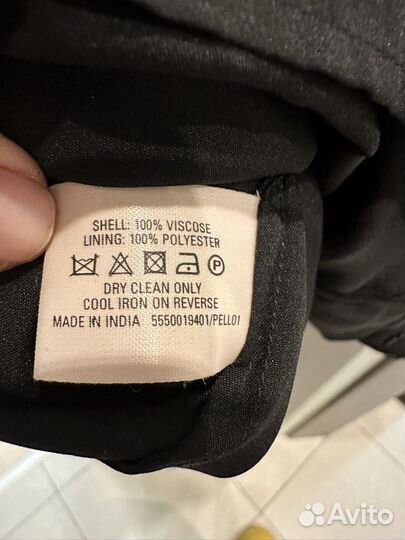 SHELL: 100% VISCOSE
LINING: 100% POLYESTER
P
DRY CLEAN ONLY
COOL IRON ON REVERSE
MADE IN INDIA 5550019401/PELL01
Avito